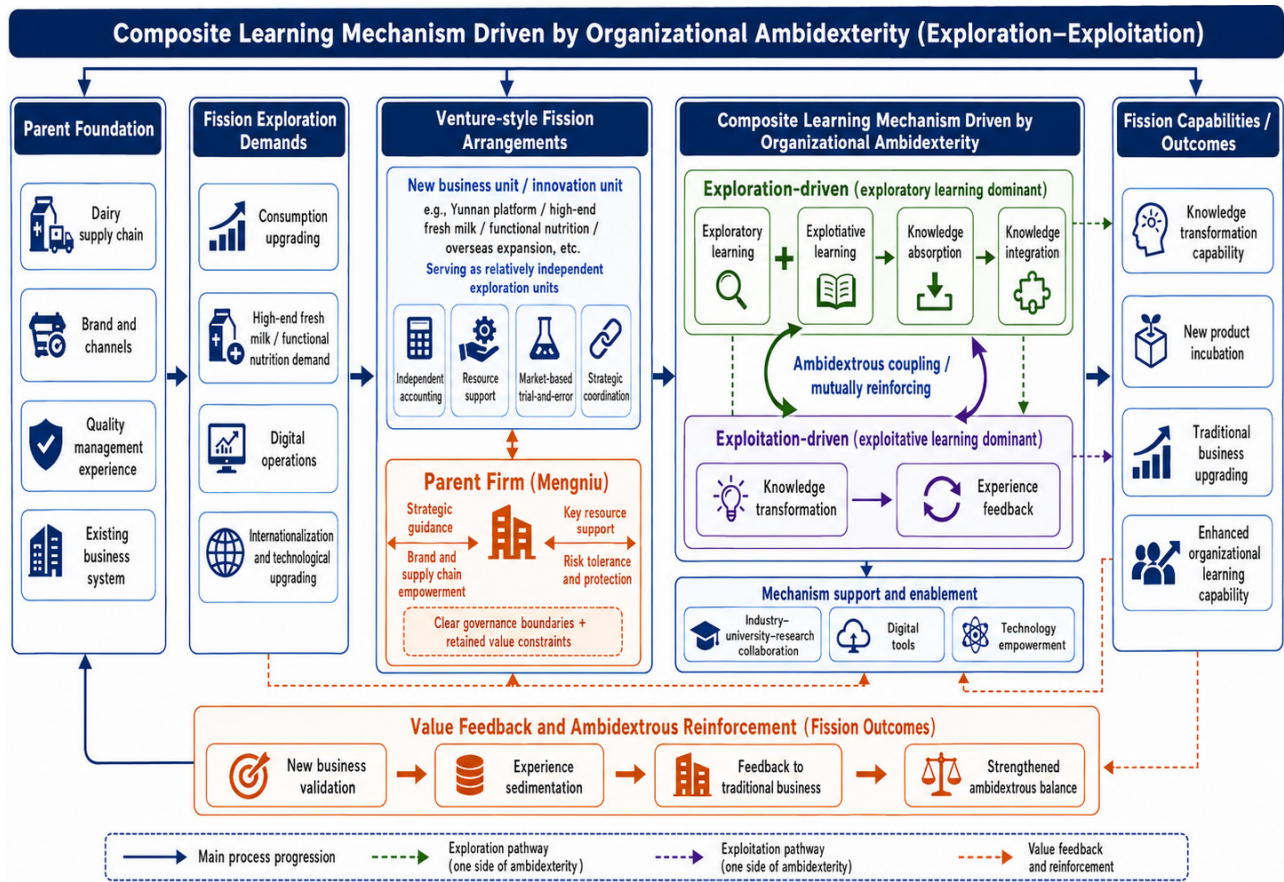 Composite Learning Mechanism Driven by Organizational Ambidexterity (Exploration–Exploitation)
Parent Foundation
Dairy
supply chain
Brand and
channels
Quality
management
experience
Existing
business
system
Fission Exploration
Demands
Consumption
upgrading
High-end fresh
milk / functional
nutrition demand
Digital
operations
Internationalization
and technological
upgrading
Venture-style Fission
Arrangements
New business unit / innovation unit
e.g., Yunnan platform / high-end
fresh milk / functional nutrition /
overseas expansion, etc.
Serving as relatively independent
exploration units
Independent
accounting
Resource
support
Market-based
trial-and-error
Strategic
coordination
Parent Firm (Mengniu)
Strategic
guidance
Brand and
supply chain
empowerment
Key resource
support
Risk tolerance
and protection
Clear governance boundaries +
retained value constraints
Composite Learning Mechanism Driven by
Organizational Ambidexterity
Exploration-driven (exploratory learning dominant)
Exploratory
learning
Explotiative
learning
Knowledge
absorption
Knowledge
integration
Ambidextrous coupling /
mutually reinforcing
Exploitation-driven (exploitative learning dominant)
Knowledge
transformation
Experience
feedback
Mechanism support and enablement
Industry–
university–research
collaboration
Digital
tools
Technology
empowerment
Fission Capabilities /
Outcomes
Knowledge
transformation
capability
New product
incubation
Traditional
business
upgrading
Enhanced
organizational
learning
capability
Value Feedback and Ambidextrous Reinforcement (Fission Outcomes)
New business
validation
Experience
sedimentation
Feedback to
traditional business
Strengthened
ambidextrous balance
Main process progression
Exploration pathway
(one side of ambidexterity)
Exploitation pathway
(one side of ambidexterity)
Value feedback
and reinforcement